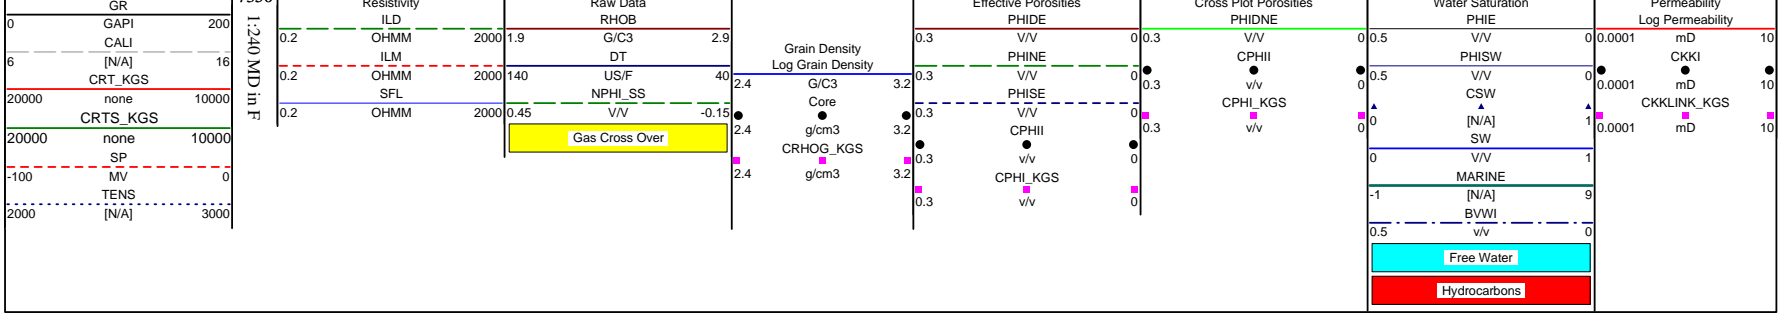 GR
0 GAPI 200
CALI
6 [N/A] 16
CRT_KGS
20000 none 10000
CRTS_KGS
20000 none 10000
SP
-100 MV 0
TENS
2000 [N/A] 3000
1:240 MD in F
Resistivity
ILD
0.2 OHMM 2000
ILM
0.2 OHMM 2000
SFL
0.2 OHMM 2000
Raw Data
RHOB
1.9 G/C3 2.9
DT
140 US/F 40
NPHI_SS
0.45 V/V -0.15
Gas Cross Over
Grain Density
Log Grain Density
2.4 G/C3 3.2
Core
2.4 g/cm3 3.2
CRHOG_KGS
2.4 g/cm3 3.2
Effective Porosities
PHIDE
0.3 V/V 0
PHINE
0.3 V/V 0
PHISE
0.3 V/V 0
CPHII
0.3 v/v 0
CPHI_KGS
0.3 v/v 0
Cross Plot Porosities
PHIDNE
0.3 V/V 0
CPHII
0.3 v/v 0
CPHI_KGS
0.3 v/v 0
Water Saturation
PHIE
0.5 V/V 0
PHISW
0.5 V/V 0
CSW
0 [N/A] 1
SW
0 V/V 1
MARINE
-1 [N/A] 9
BVWI
0.5 v/v 0
Free Water
Hydrocarbons
Permeability
Log Permeability
0.0001 mD 10
CKKI
0.0001 mD 10
CKKLINK_KGS
0.0001 mD 10